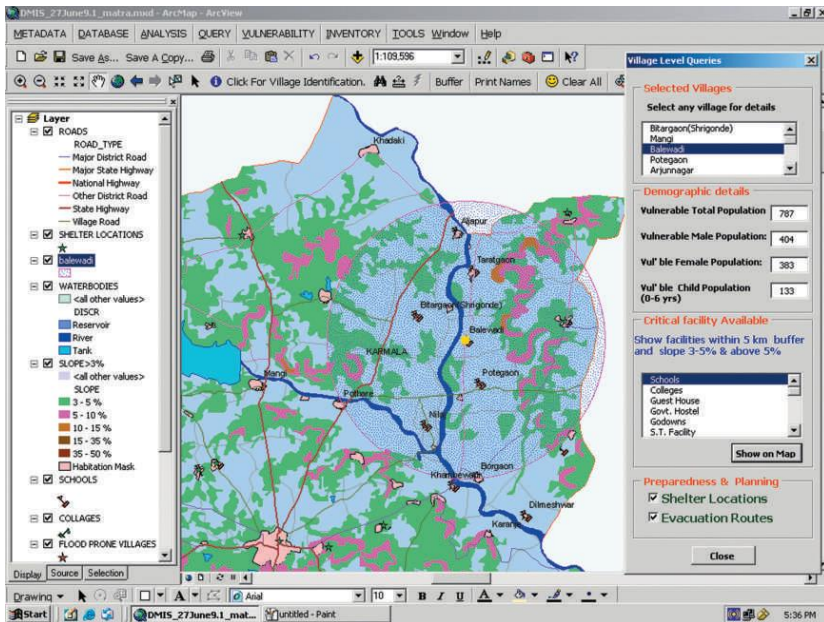 DMIS_27June9.1_matra.mxd - ArcMap - ArcView
METADATA DATABASE ANALYSIS QUERY VULNERABILITY INVENTORY TOOLS Window Help
Save As... Save A Copy... 1:109,596
Click For Village Identification. Buffer Print Names Clear All
Layer
ROADS
ROAD_TYPE
Major District Road
Major State Highway
National Highway
Other District Road
State Highway
Village Road
SHELTER LOCATIONS
balewadi
WATERBODIES
<all other values>
DISCR
Reservoir
River
Tank
SLOPE>3%
<all other values>
SLOPE
3 - 5 %
5 - 10 %
10 - 15 %
15 - 35 %
35 - 50 %
Habitation Mask
SCHOOLS
COLLAGES
FLOOD PRONE VILLAGES
Display Source Selection
Khadaki
Aljapur
Taratgaon
Bitargaon(Shrigonde)
Balewadi
KARMALA
Mangi
Potegaon
Pothare
Nilaj
Borgaon
Khambewadi
Dilmeshwar
Karanje
Village Level Queries
Selected Villages
Select any village for details
Bitargaon(Shrigonde)
Mangi
Balewadi
Potegaon
Arjunnagar
Demographic details
Vulnerable Total Population 787
Vulnerable Male Population: 404
Vul'ble Female Population: 383
Vul'ble Child Population 133
(0-6 yrs)
Critical facility Available
Show facilities within 5 km buffer
and slope 3-5% & above 5%
Schools
Colleges
Guest House
Govt. Hostel
Godowns
S.T. Facility
Show on Map
Preparedness & Planning
Shelter Locations
Evacuation Routes
Close
Drawing Arial 10 B I U A
Start DMIS_27June9.1_mat... untitled - Paint 5:36 PM